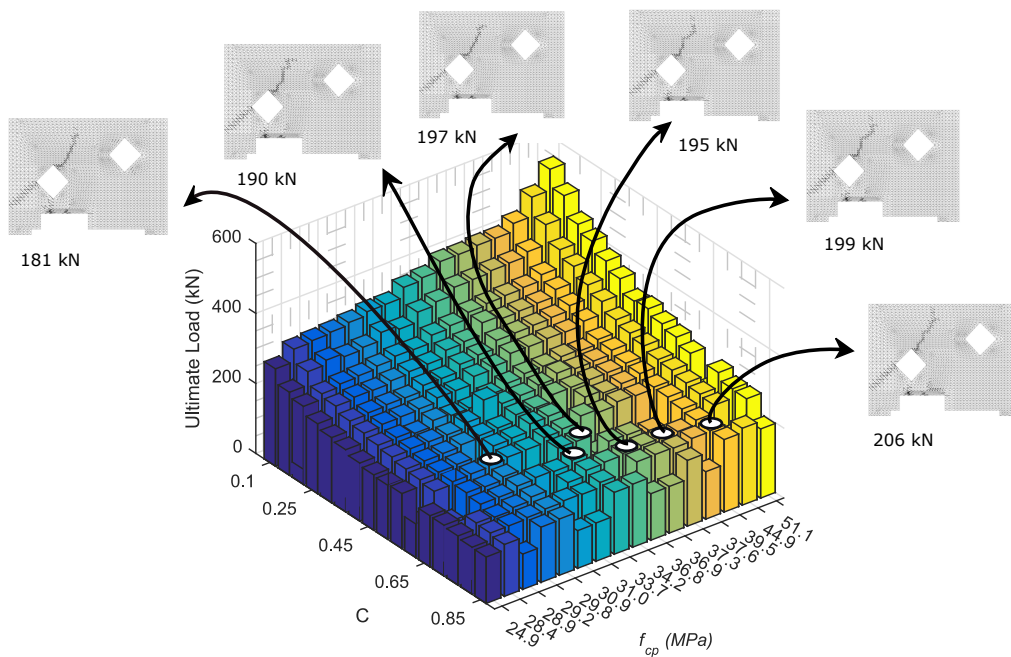 197 kN
195 kN
190 kN
199 kN
181 kN
206 kN
Ultimate Load (kN)
600
400
200
0
0.1
0.25
0.45
0.65
0.85
C
24.9
28.4
28.9
29.2
29.8
30.9
31.0
33.7
34.2
36.8
36.9
37.3
37.6
39.5
44.9
51.1
f_cp (MPa)